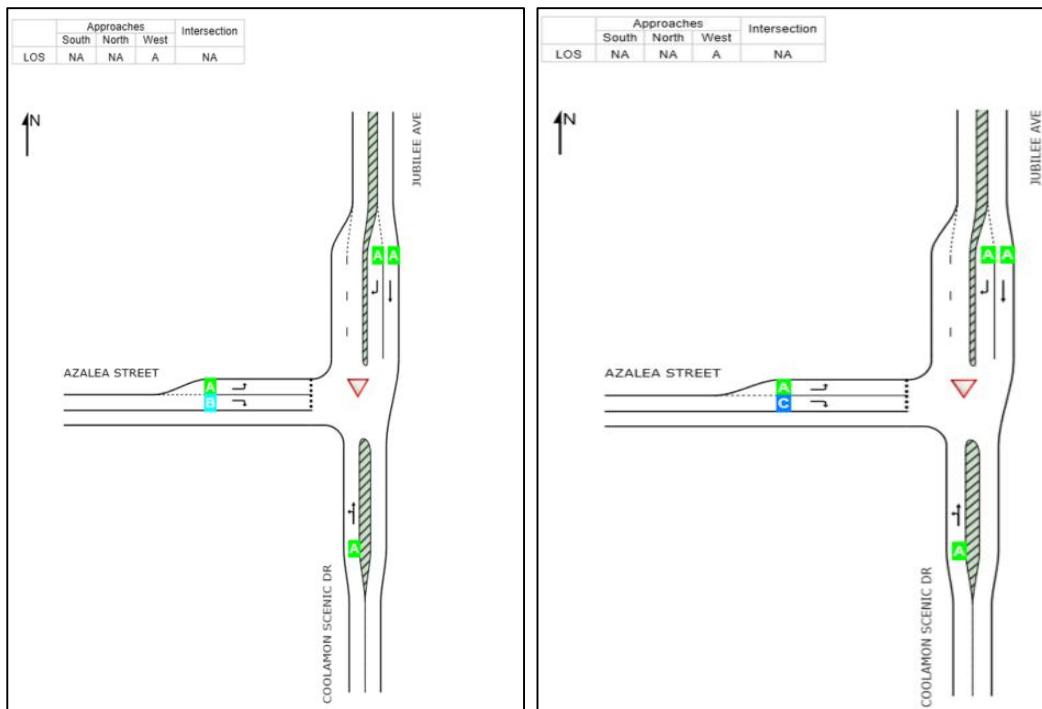 Approaches Intersection
South North West
LOS NA NA A NA
N
JUBILEE AVE
A A
AZALEA STREET
A
B
A
COOLAMON SCENIC DR
Approaches Intersection
South North West
LOS NA NA A NA
N
JUBILEE AVE
A A
AZALEA STREET
A
C
A
COOLAMON SCENIC DR